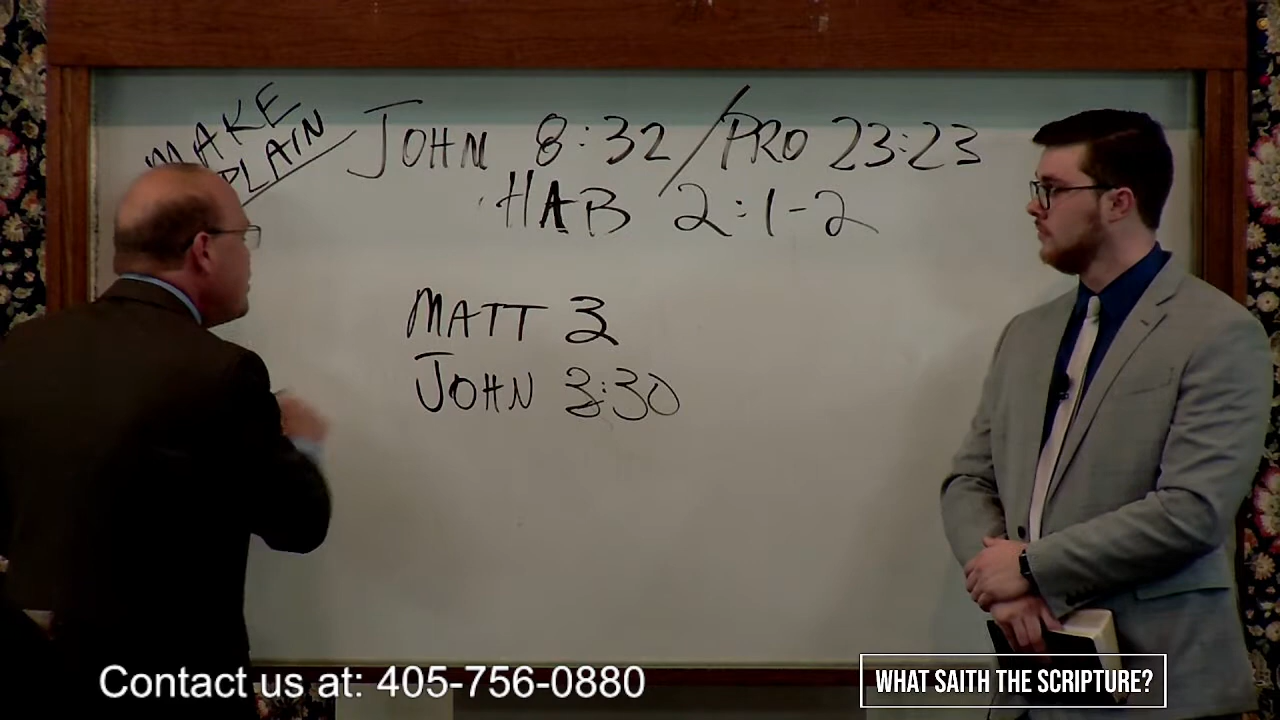 MAKE
PLAIN
JOHN 8:32 / PRO 23:23
HAB 2:1-2
MATT 3
JOHN 3:30
Contact us at: 405-756-0880
WHAT SAITH THE SCRIPTURE?